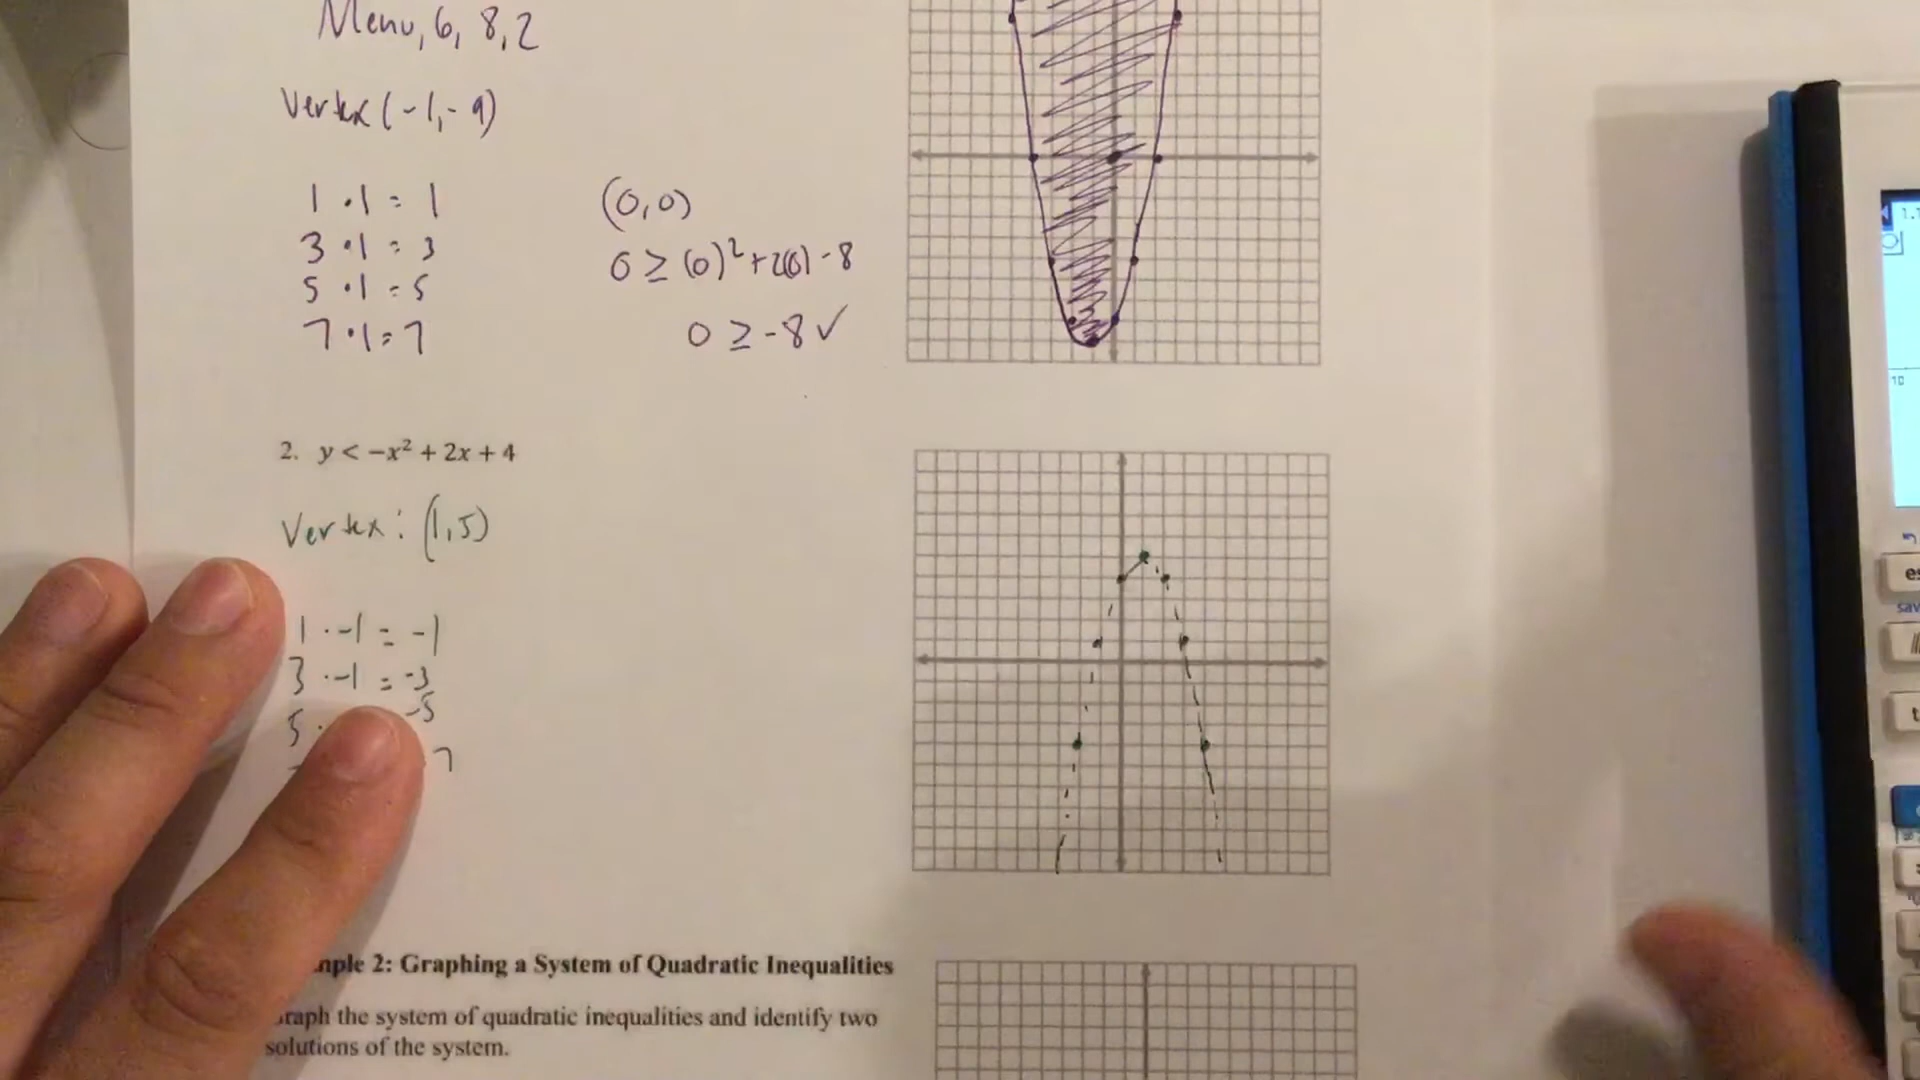 Menu, 6, 8, 2
Vertex (-1,-9)
1 · 1 = 1
3 · 1 = 3
5 · 1 = 5
7 · 1 = 7
(0,0)
0 ≥ (0)² + 2(0) - 8
0 ≥ -8 ✓
2. y < −x² + 2x + 4
Vertex: (1,5)
1 · -1 = -1
3 · -1 = -3
5 · -5
7
2: Graphing a System of Quadratic Inequalities
the system of quadratic inequalities and identify two
solutions of the system.
10